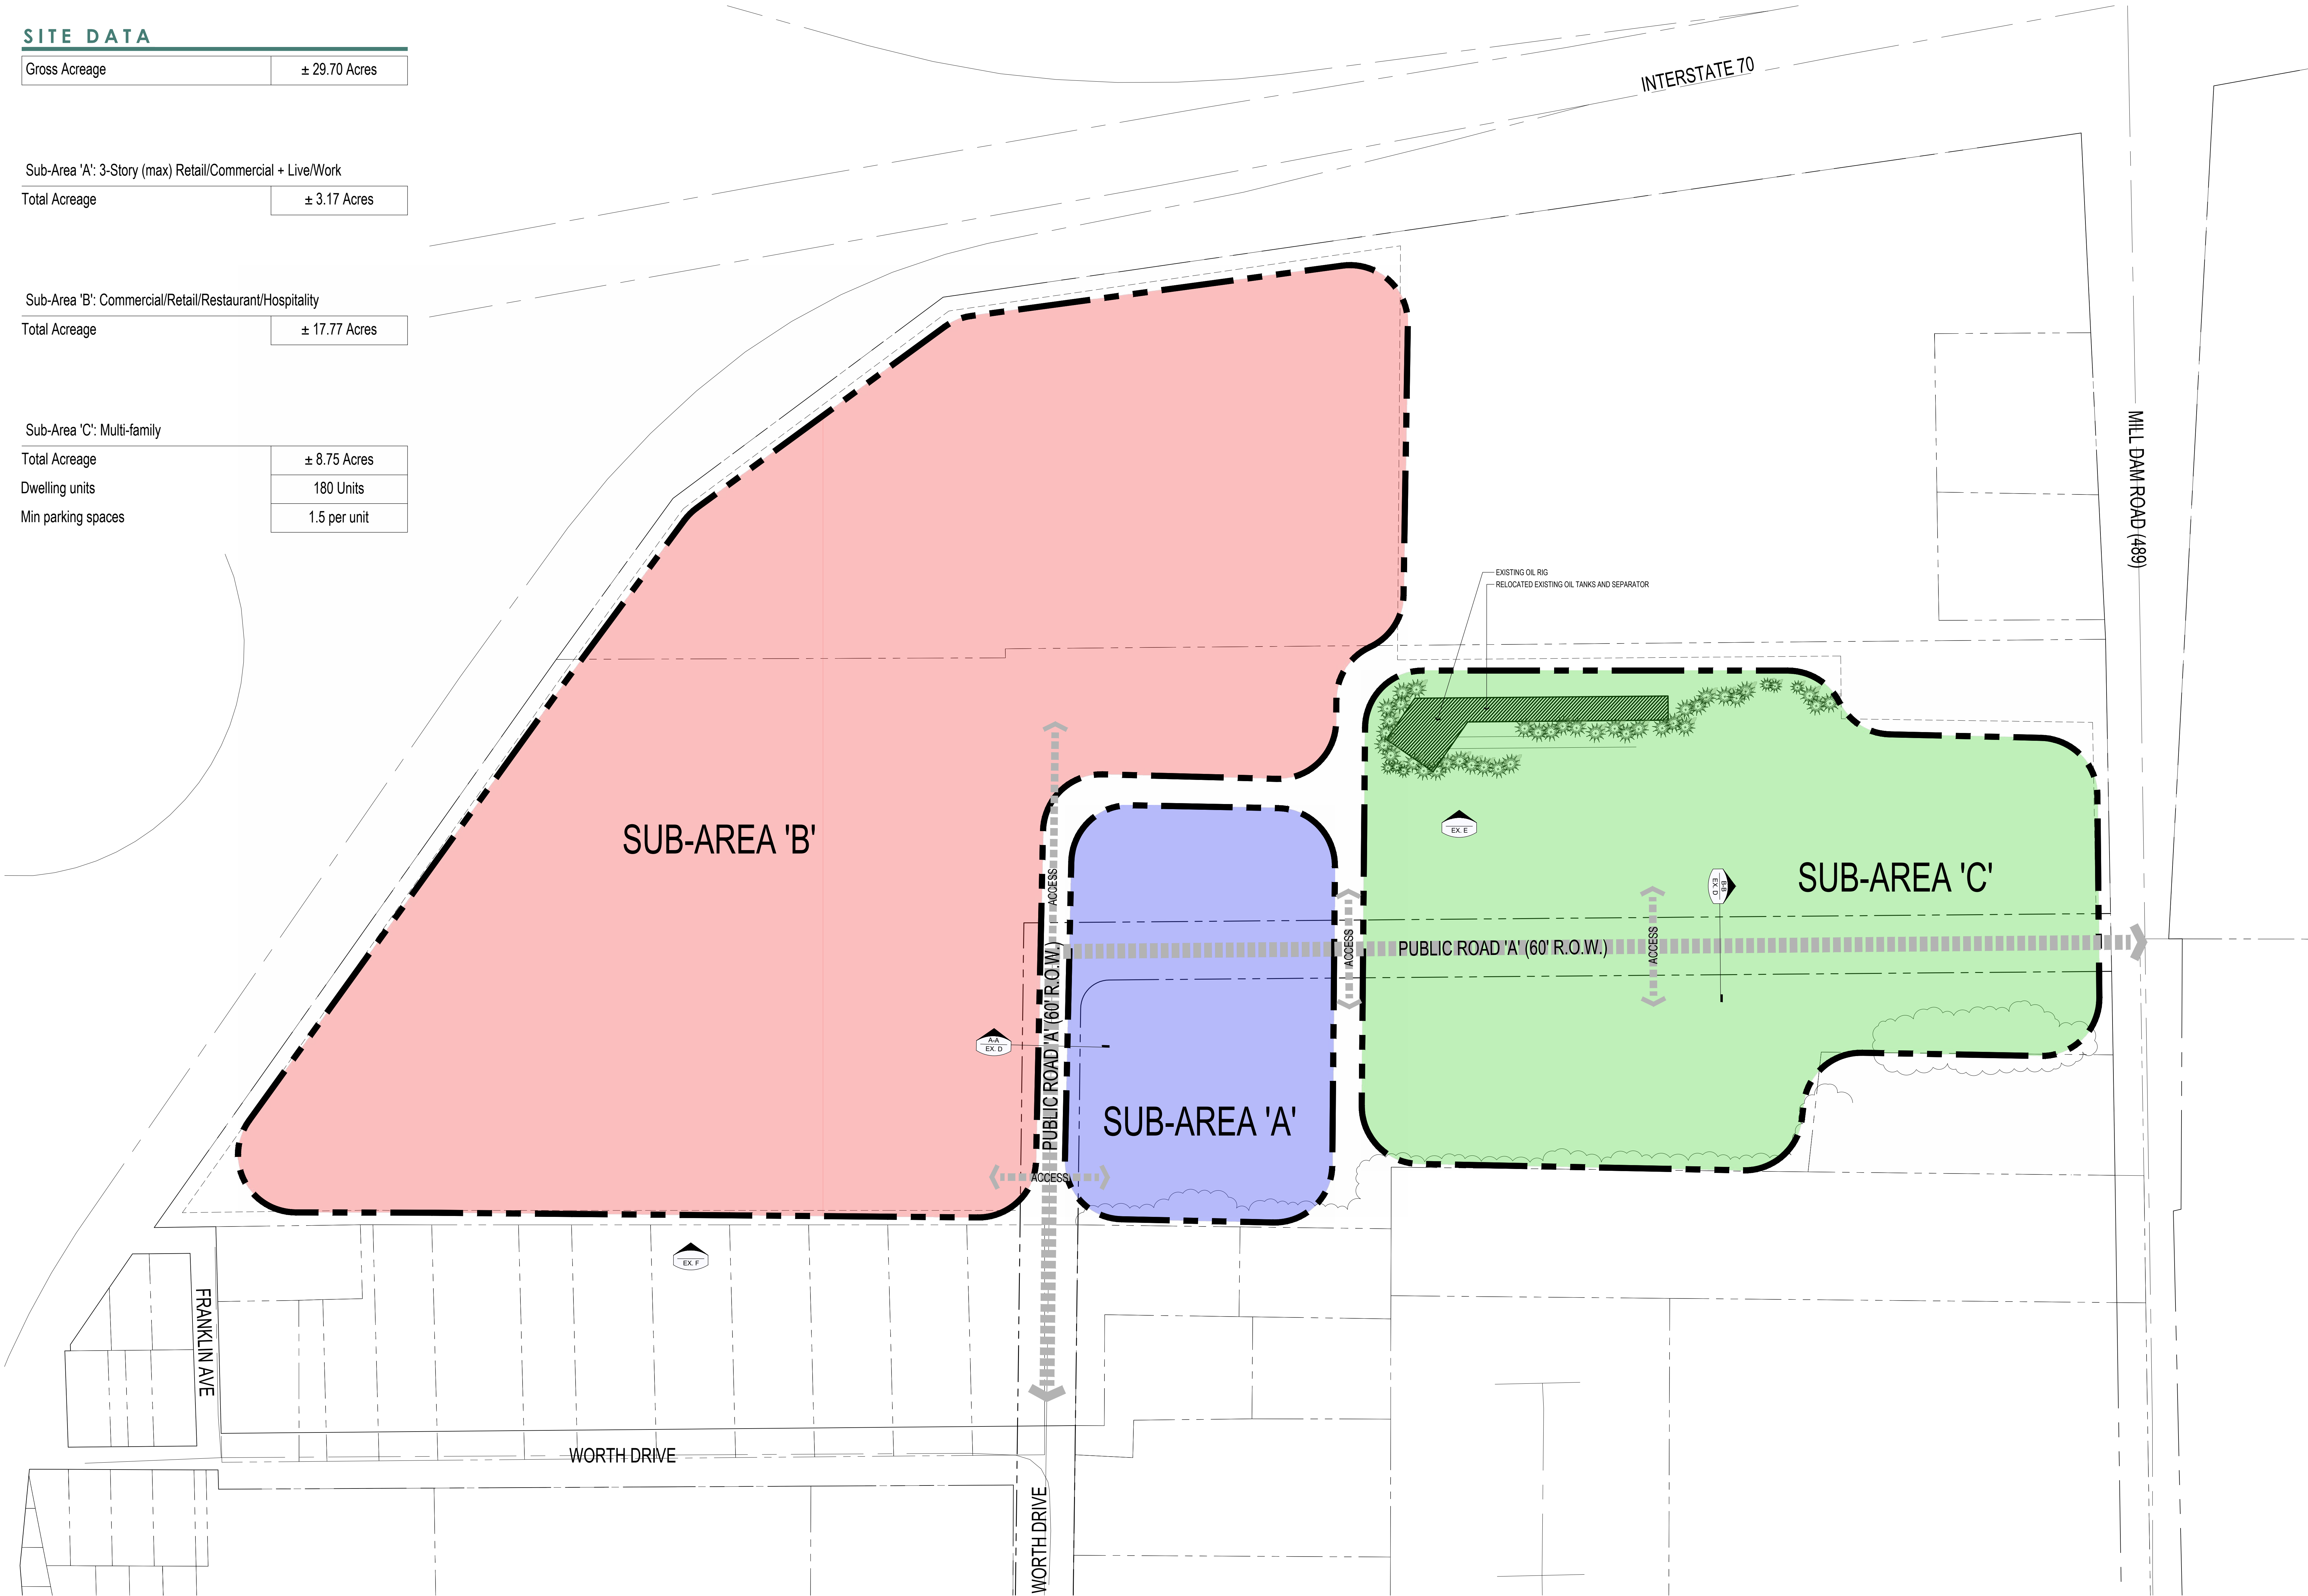 SITE DATA
Gross Acreage ± 29.70 Acres
Sub-Area 'A': 3-Story (max) Retail/Commercial + Live/Work
Total Acreage ± 3.17 Acres
Sub-Area 'B': Commercial/Retail/Restaurant/Hospitality
Total Acreage ± 17.77 Acres
Sub-Area 'C': Multi-family
Total Acreage ± 8.75 Acres
Dwelling units 180 Units
Min parking spaces 1.5 per unit
INTERSTATE 70
MILL DAM ROAD (489)
EXISTING OIL RIG
RELOCATED EXISTING OIL TANKS AND SEPARATOR
SUB-AREA 'B'
EX. E
SUB-AREA 'C'
B-B
EX. D
ACCESS
PUBLIC ROAD 'A' (60' R.O.W.)
ACCESS
PUBLIC ROAD 'A' (60' R.O.W.)
ACCESS
A-A
EX. D
SUB-AREA 'A'
ACCESS
EX. F
FRANKLIN AVE
WORTH DRIVE
WORTH DRIVE